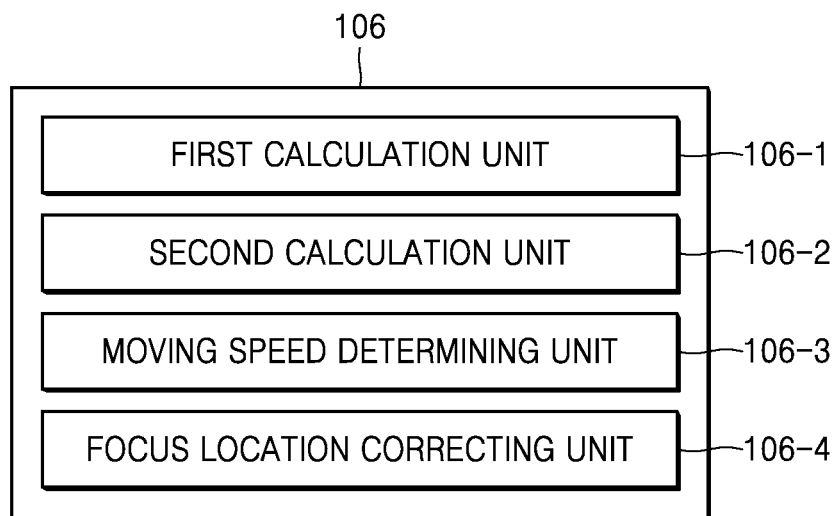 106
FIRST CALCULATION UNIT 106-1
SECOND CALCULATION UNIT 106-2
MOVING SPEED DETERMINING UNIT 106-3
FOCUS LOCATION CORRECTING UNIT 106-4